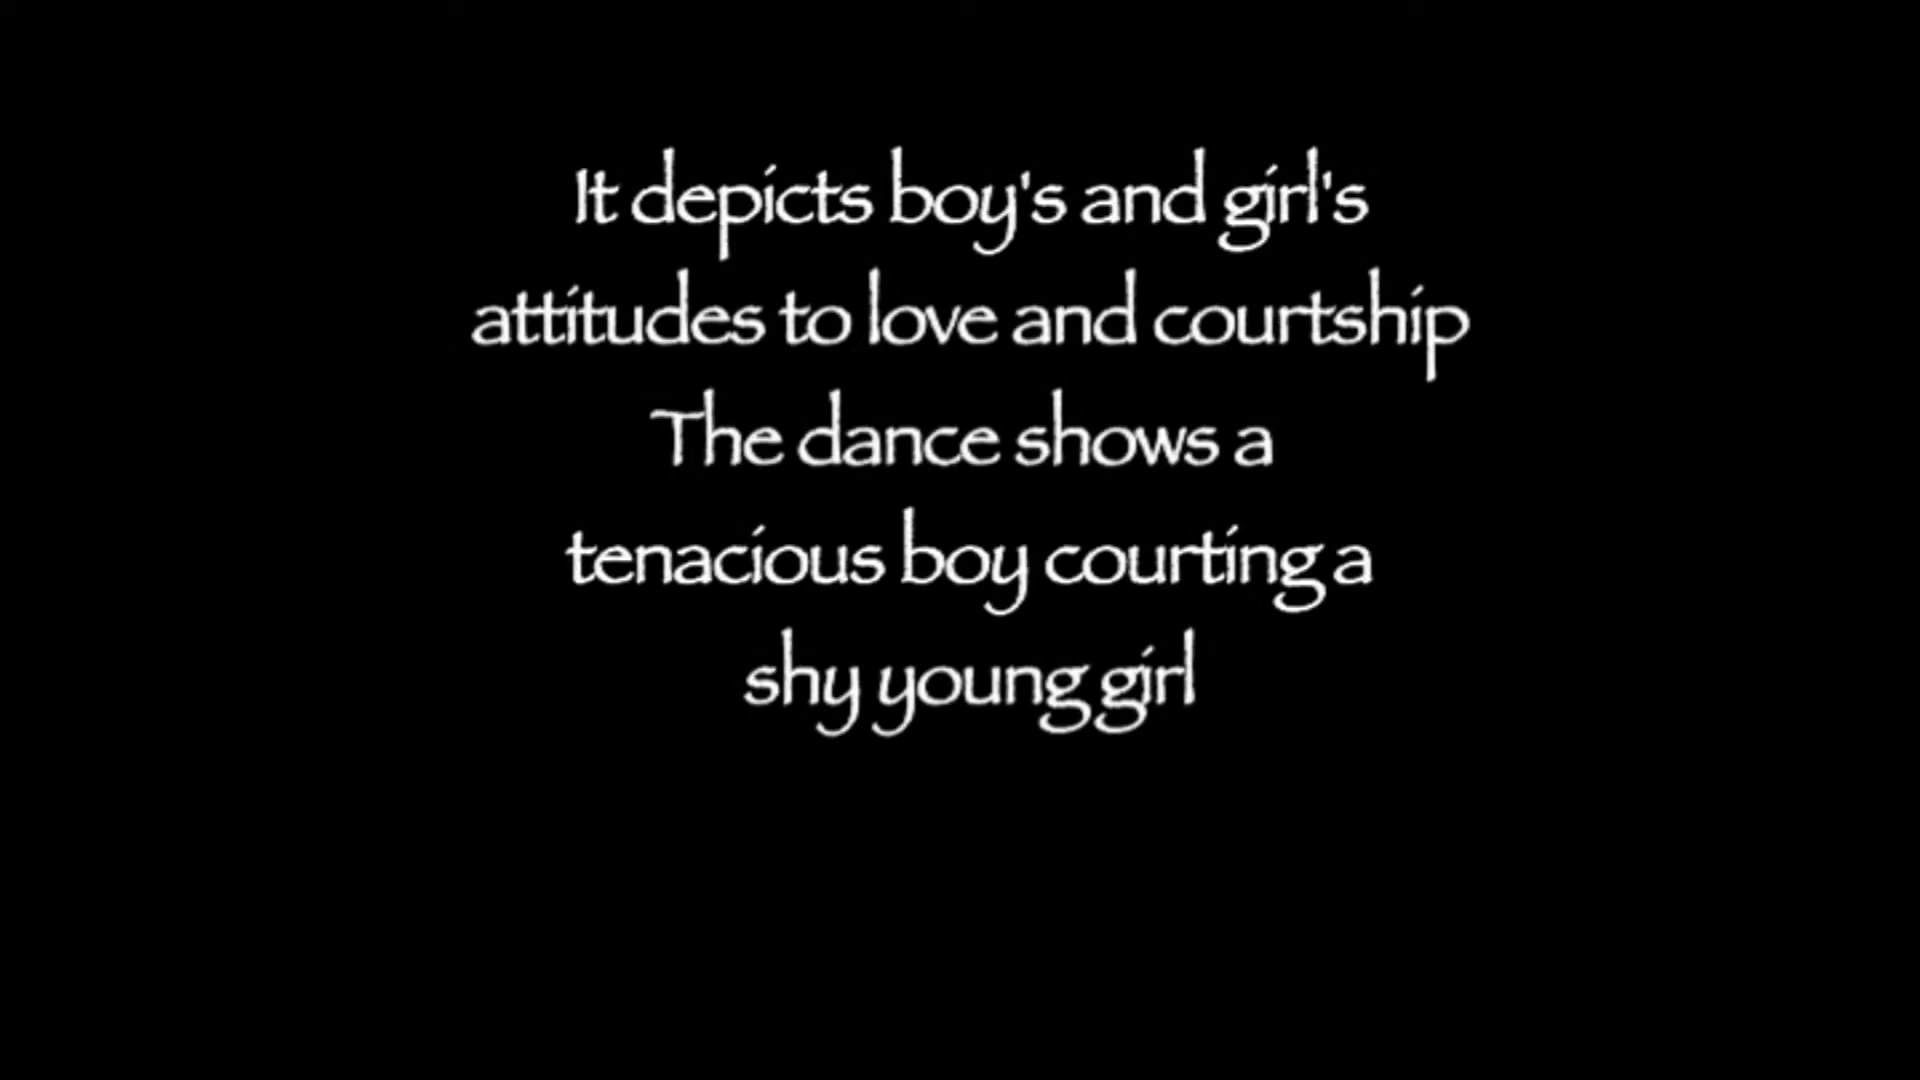 It depicts boy's and girl's
attitudes to love and courtship
The dance shows a
tenacious boy courting a
shy young girl